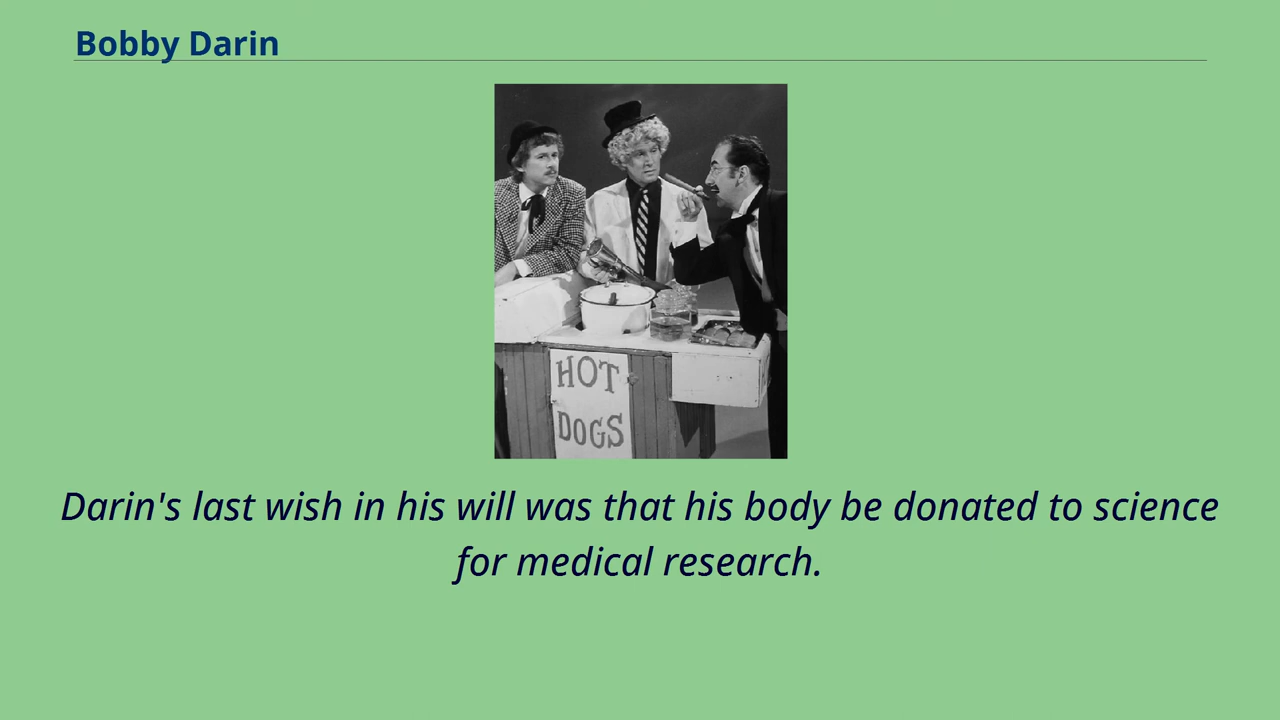 Bobby Darin
HOT
DOGS
Darin's last wish in his will was that his body be donated to science
for medical research.